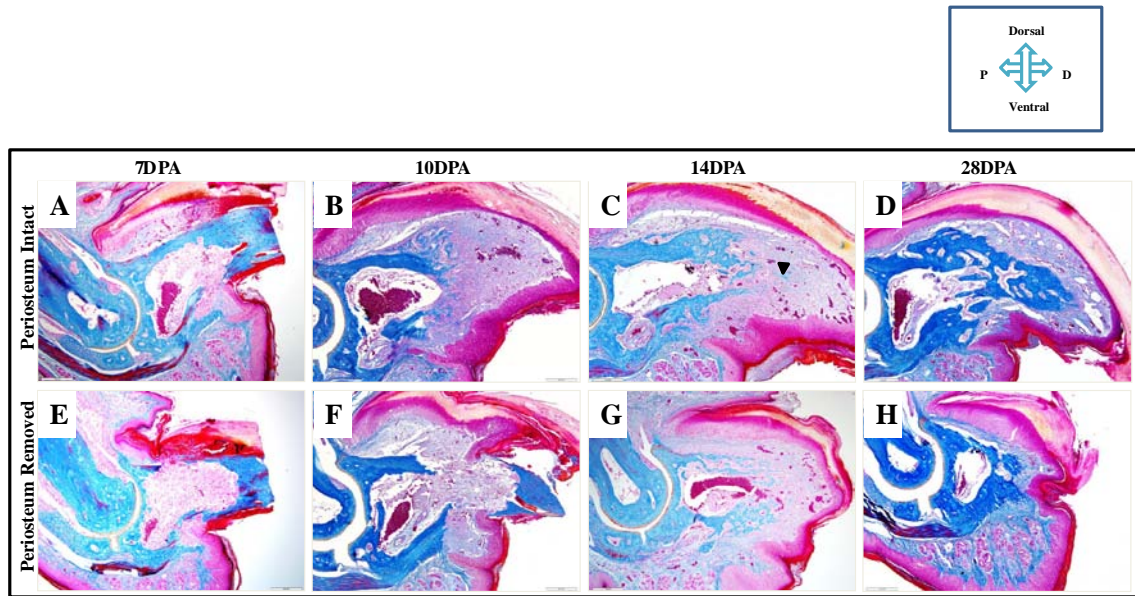 Dorsal
P D
Ventral
7DPA 10DPA 14DPA 28DPA
Periosteum Intact
A B C D
Periosteum Removed
E F G H